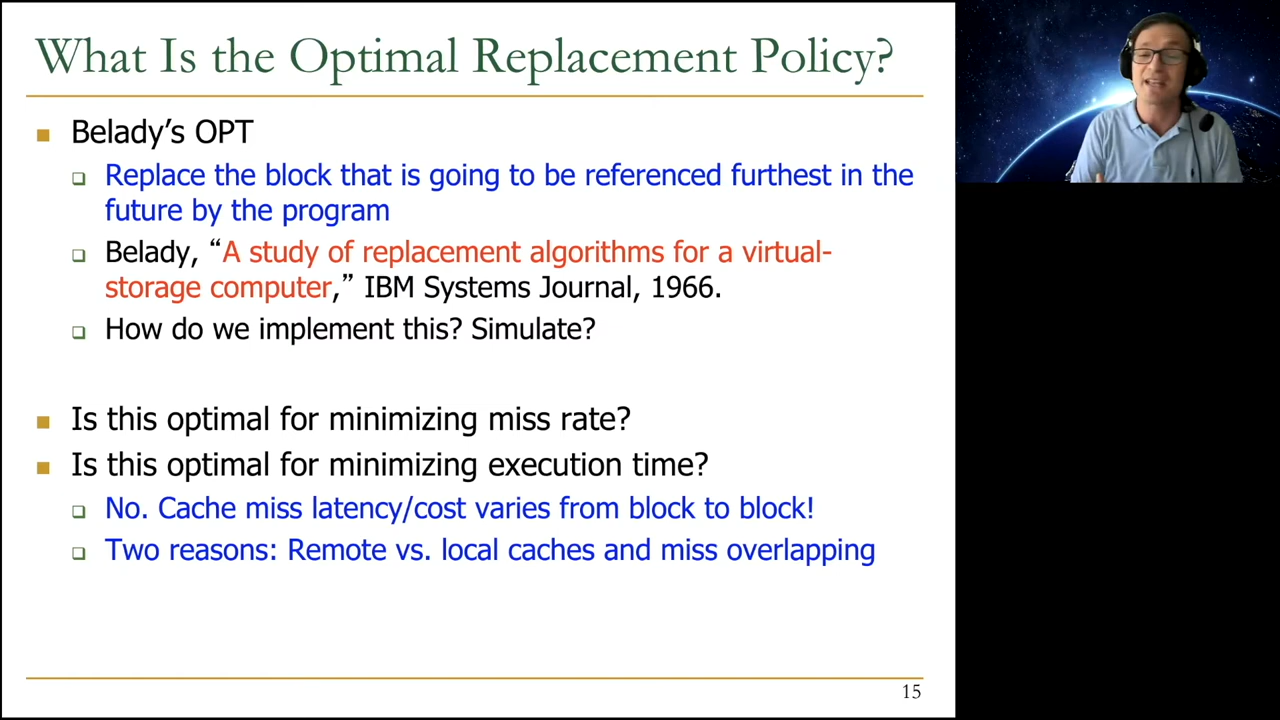 What Is the Optimal Replacement Policy?
Belady’s OPT
Replace the block that is going to be referenced furthest in the
future by the program
Belady, “A study of replacement algorithms for a virtual-
storage computer,” IBM Systems Journal, 1966.
How do we implement this? Simulate?
Is this optimal for minimizing miss rate?
Is this optimal for minimizing execution time?
No. Cache miss latency/cost varies from block to block!
Two reasons: Remote vs. local caches and miss overlapping
15